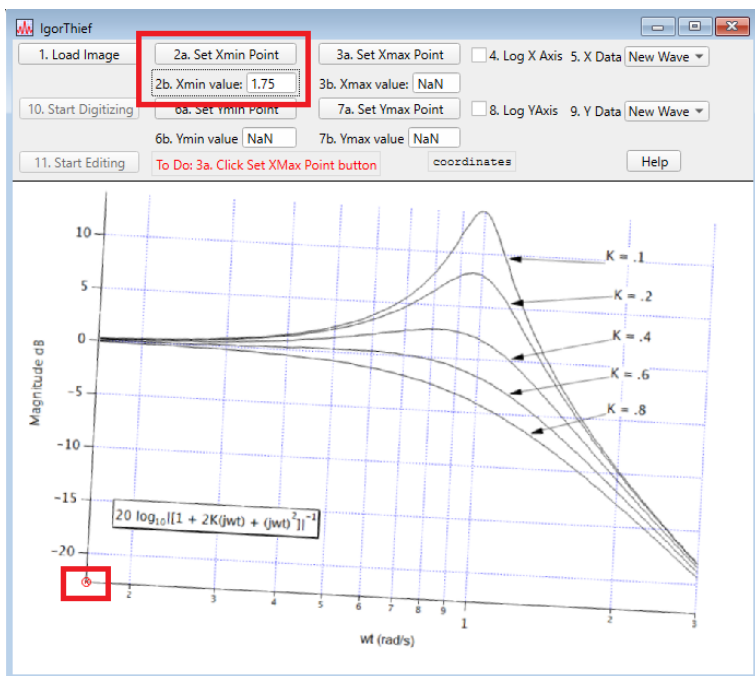 IgorThief
1. Load Image 2a. Set Xmin Point 3a. Set Xmax Point 4. Log X Axis 5. X Data New Wave
2b. Xmin value: 1.75 3b. Xmax value: NaN
10. Start Digitizing 6a. Set Ymin Point 7a. Set Ymax Point 8. Log YAxis 9. Y Data New Wave
6b. Ymin value NaN 7b. Ymax value NaN
11. Start Editing To Do: 3a. Click Set XMax Point button coordinates Help
10
K = .1
5
K = .2
0
K = .4
K = .6
-5
K = .8
Magnitude dB
-10
-15
20 log₁₀|[1 + 2K(jwt) + (jwt)²]|⁻¹
-20
2 3 4 5 6 7 8 9 1 2 3
wt (rad/s)